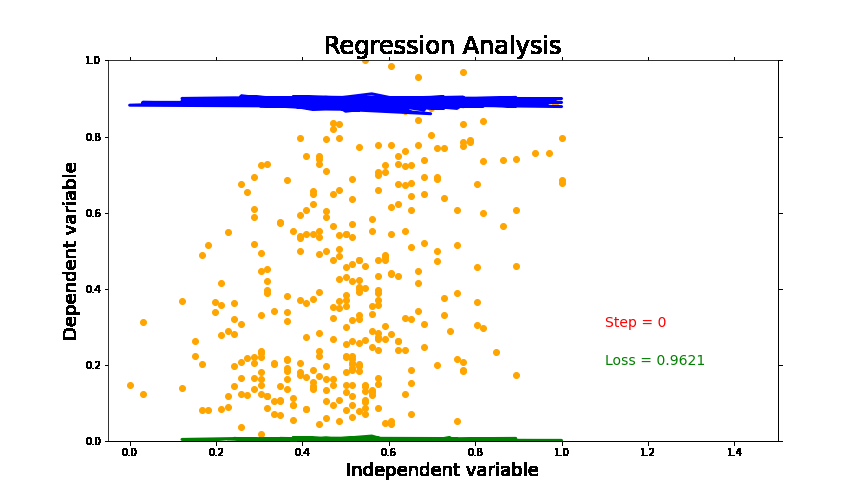 Regression Analysis
1.0
0.8
0.6
0.4
0.2
0.0
Dependent variable
Step = 0
Loss = 0.9621
0.0 0.2 0.4 0.6 0.8 1.0 1.2 1.4
Independent variable